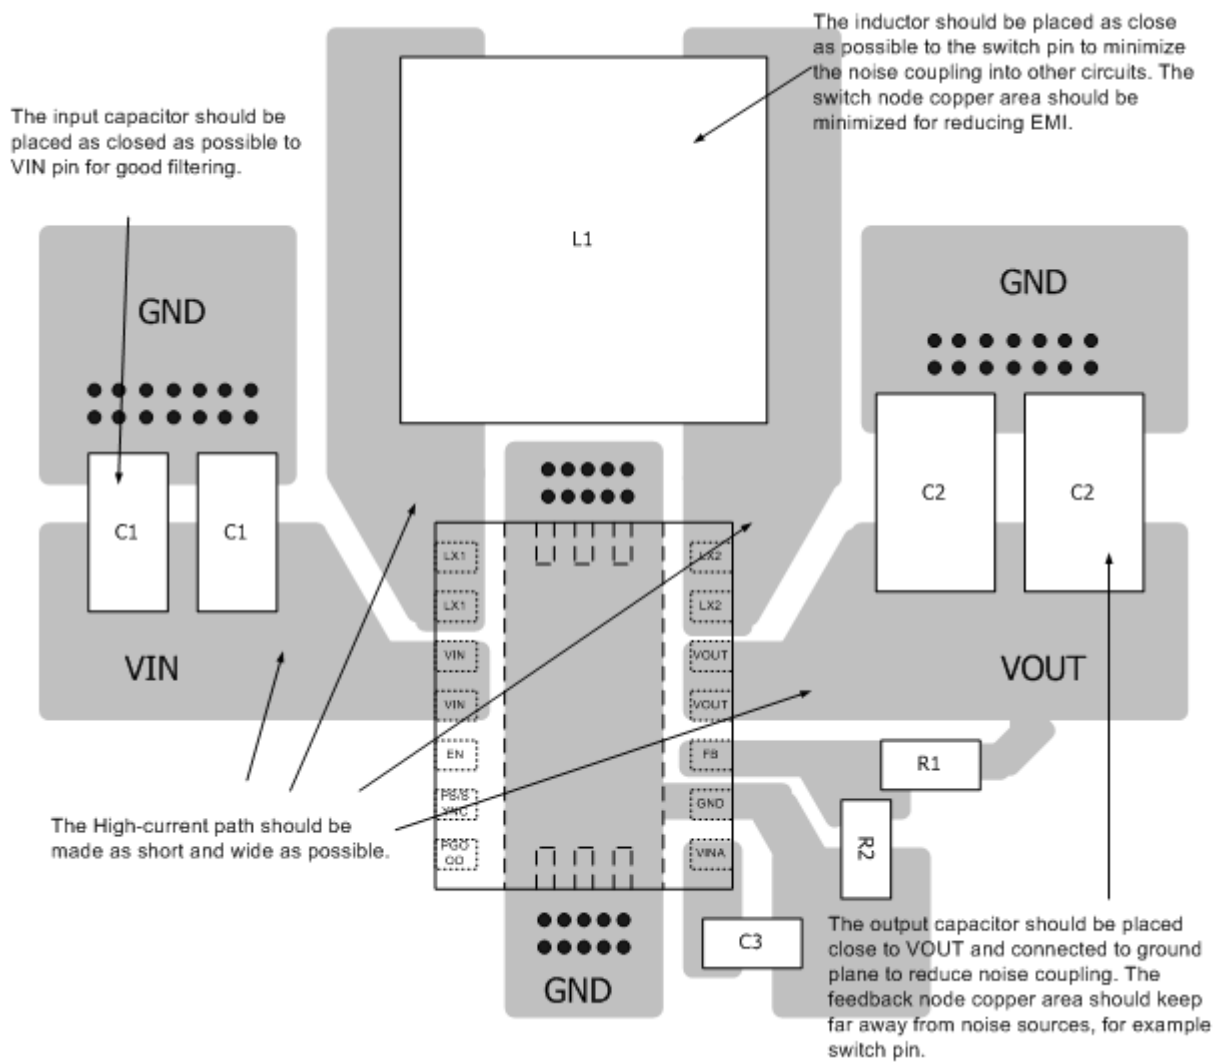 The inductor should be placed as close
as possible to the switch pin to minimize
the noise coupling into other circuits. The
switch node copper area should be
minimized for reducing EMI.
The input capacitor should be
placed as closed as possible to
VIN pin for good filtering.
L1
GND
GND
C1
C1
C2
C2
LX1
LX2
LX1
LX2
VIN
VIN
VOUT
VOUT
VIN
VOUT
EN
FB
R1
PS/S
YNC
GND
The High-current path should be
made as short and wide as possible.
PGO
OD
VINA
R2
C3
GND
The output capacitor should be placed
close to VOUT and connected to ground
plane to reduce noise coupling. The
feedback node copper area should keep
far away from noise sources, for example
switch pin.